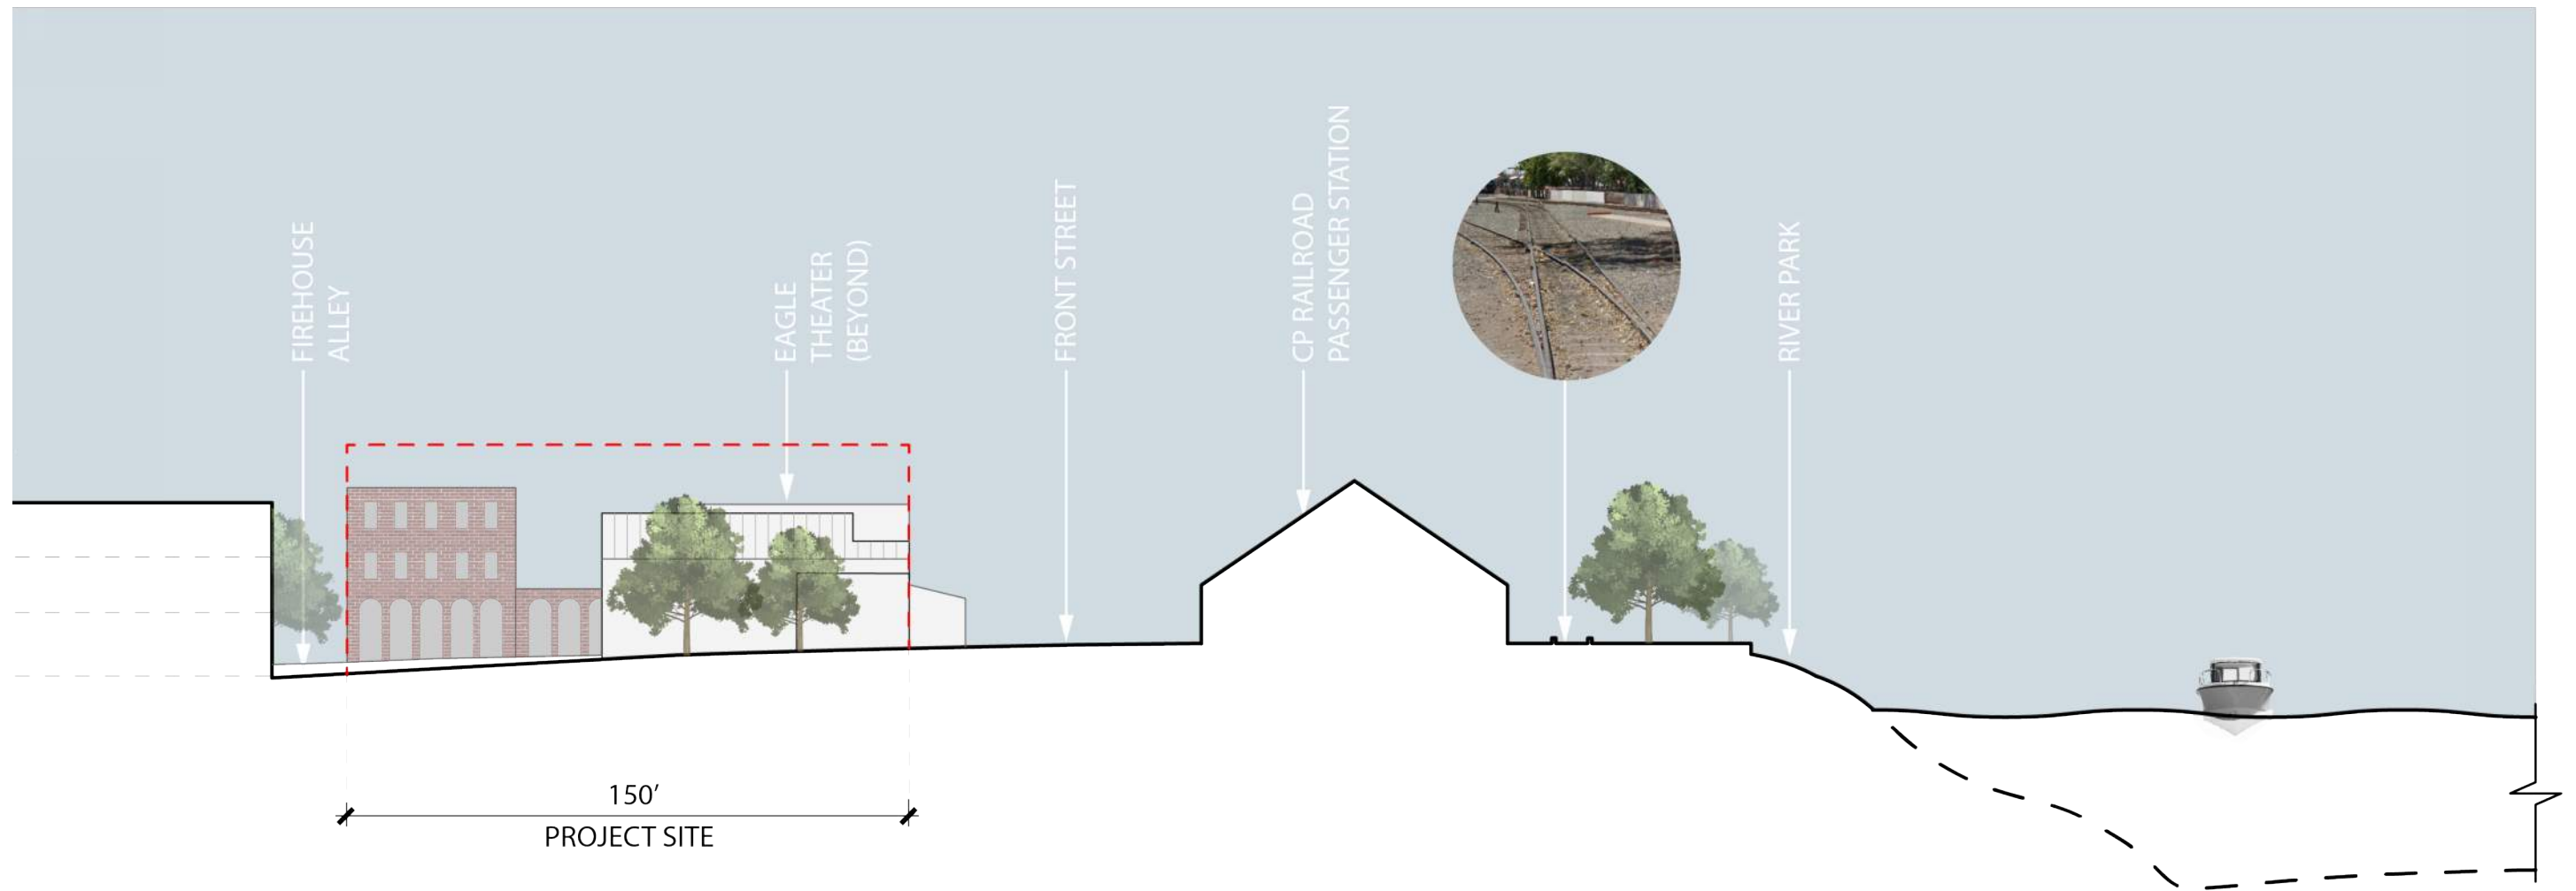 FIREHOUSE
ALLEY
EAGLE
THEATER
(BEYOND)
FRONT STREET
CP RAILROAD
PASSENGER STATION
RIVER PARK
150’
PROJECT SITE